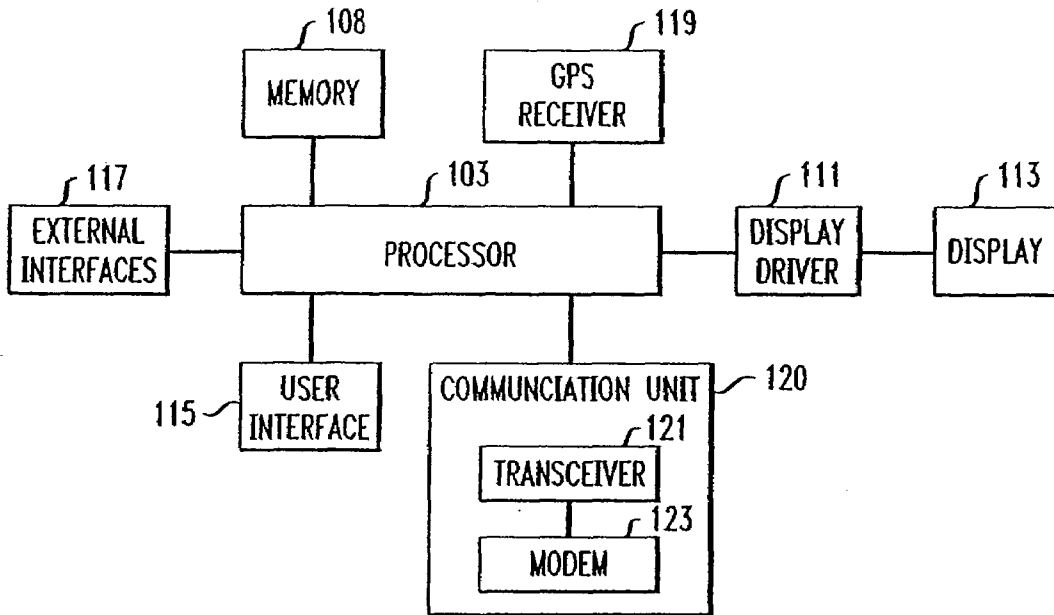 108
MEMORY
119
GPS
RECEIVER
117
EXTERNAL
INTERFACES
103
PROCESSOR
111
DISPLAY
DRIVER
113
DISPLAY
115
USER
INTERFACE
COMMUNCIATION UNIT
120
121
TRANSCEIVER
123
MODEM